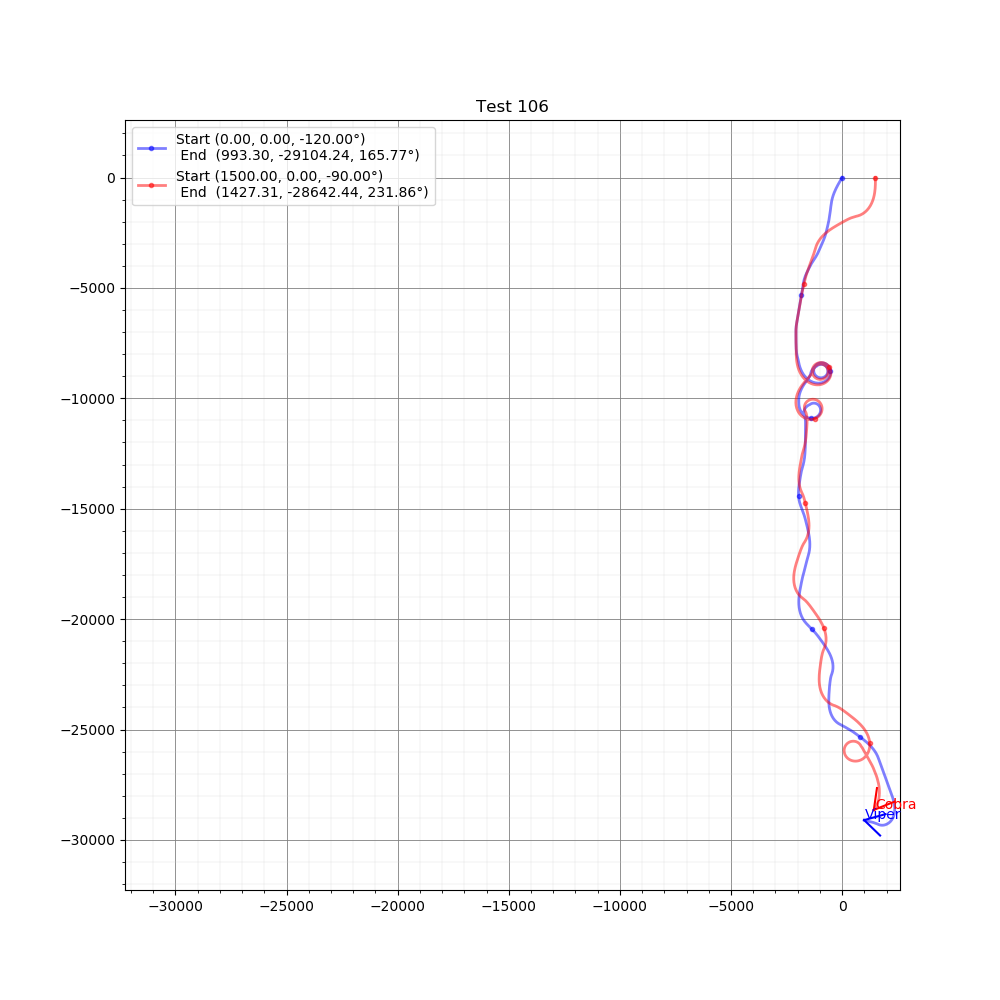 Test 106
Start (0.00, 0.00, -120.00°)
End  (993.30, -29104.24, 165.77°)
Start (1500.00, 0.00, -90.00°)
End  (1427.31, -28642.44, 231.86°)
0
−5000
−10000
−15000
−20000
−25000
−30000
Cobra
Viper
−30000 −25000 −20000 −15000 −10000 −5000 0